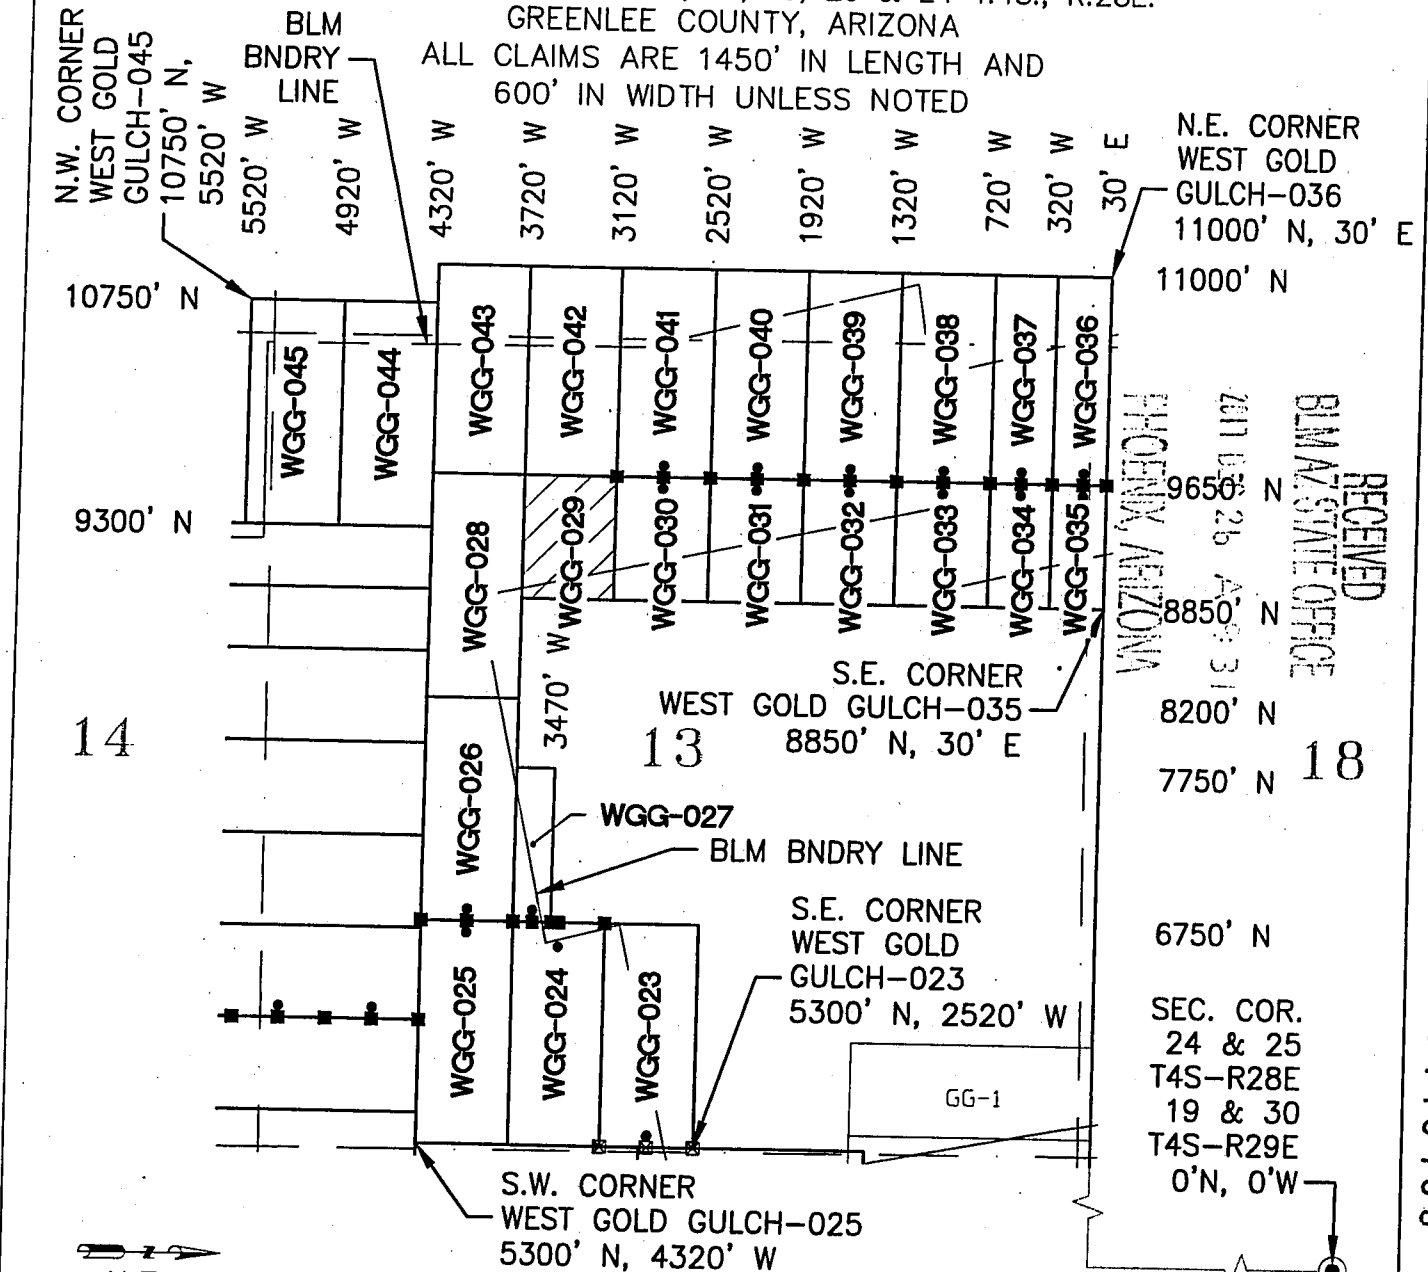 GREENLEE COUNTY, ARIZONA
ALL CLAIMS ARE 1450' IN LENGTH AND
600' IN WIDTH UNLESS NOTED
BLM
BNDRY
LINE
N.W. CORNER
WEST GOLD
GULCH-045
10750' N,
5520' W
5520' W
4920' W
4320' W
3720' W
3120' W
2520' W
1920' W
1320' W
720' W
320' W
30' E
N.E. CORNER
WEST GOLD
GULCH-036
11000' N, 30' E
10750' N
11000' N
WGG-045
WGG-044
WGG-043
WGG-042
WGG-041
WGG-040
WGG-039
WGG-038
WGG-037
WGG-036
9300' N
9650' N
WGG-028
WGG-029
WGG-030
WGG-031
WGG-032
WGG-033
WGG-034
WGG-035
RECEIVED
BLM AZ STATE OFFICE
PHOENIX, ARIZONA
8850' N
S.E. CORNER
WEST GOLD GULCH-035
8850' N, 30' E
8200' N
3470' W
14
13
18
7750' N
WGG-026
WGG-027
BLM BNDRY LINE
S.E. CORNER
WEST GOLD
GULCH-023
5300' N, 2520' W
6750' N
WGG-025
WGG-024
WGG-023
GG-1
SEC. COR.
24 & 25
T4S-R28E
19 & 30
T4S-R29E
0'N, 0'W
S.W. CORNER
WEST GOLD GULCH-025
5300' N, 4320' W
N